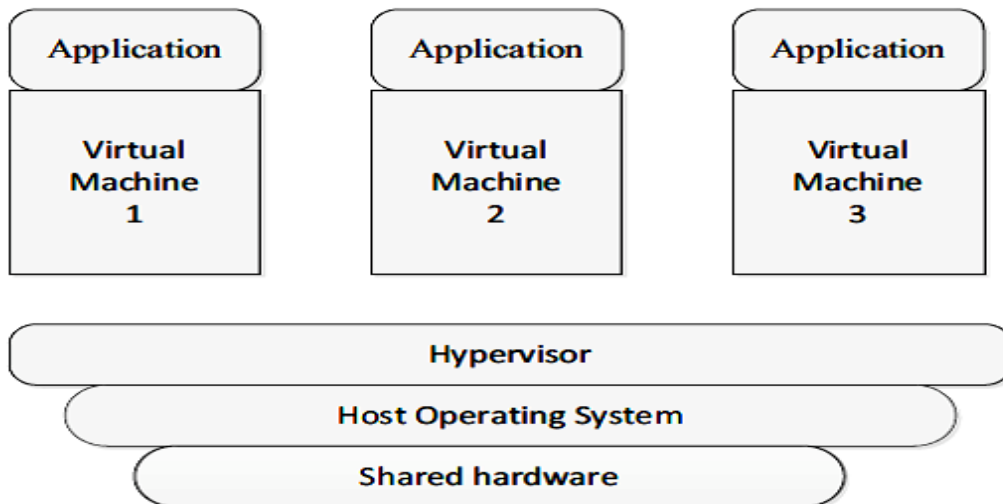 Application
Application
Application
Virtual
Machine
1
Virtual
Machine
2
Virtual
Machine
3
Hypervisor
Host Operating System
Shared hardware